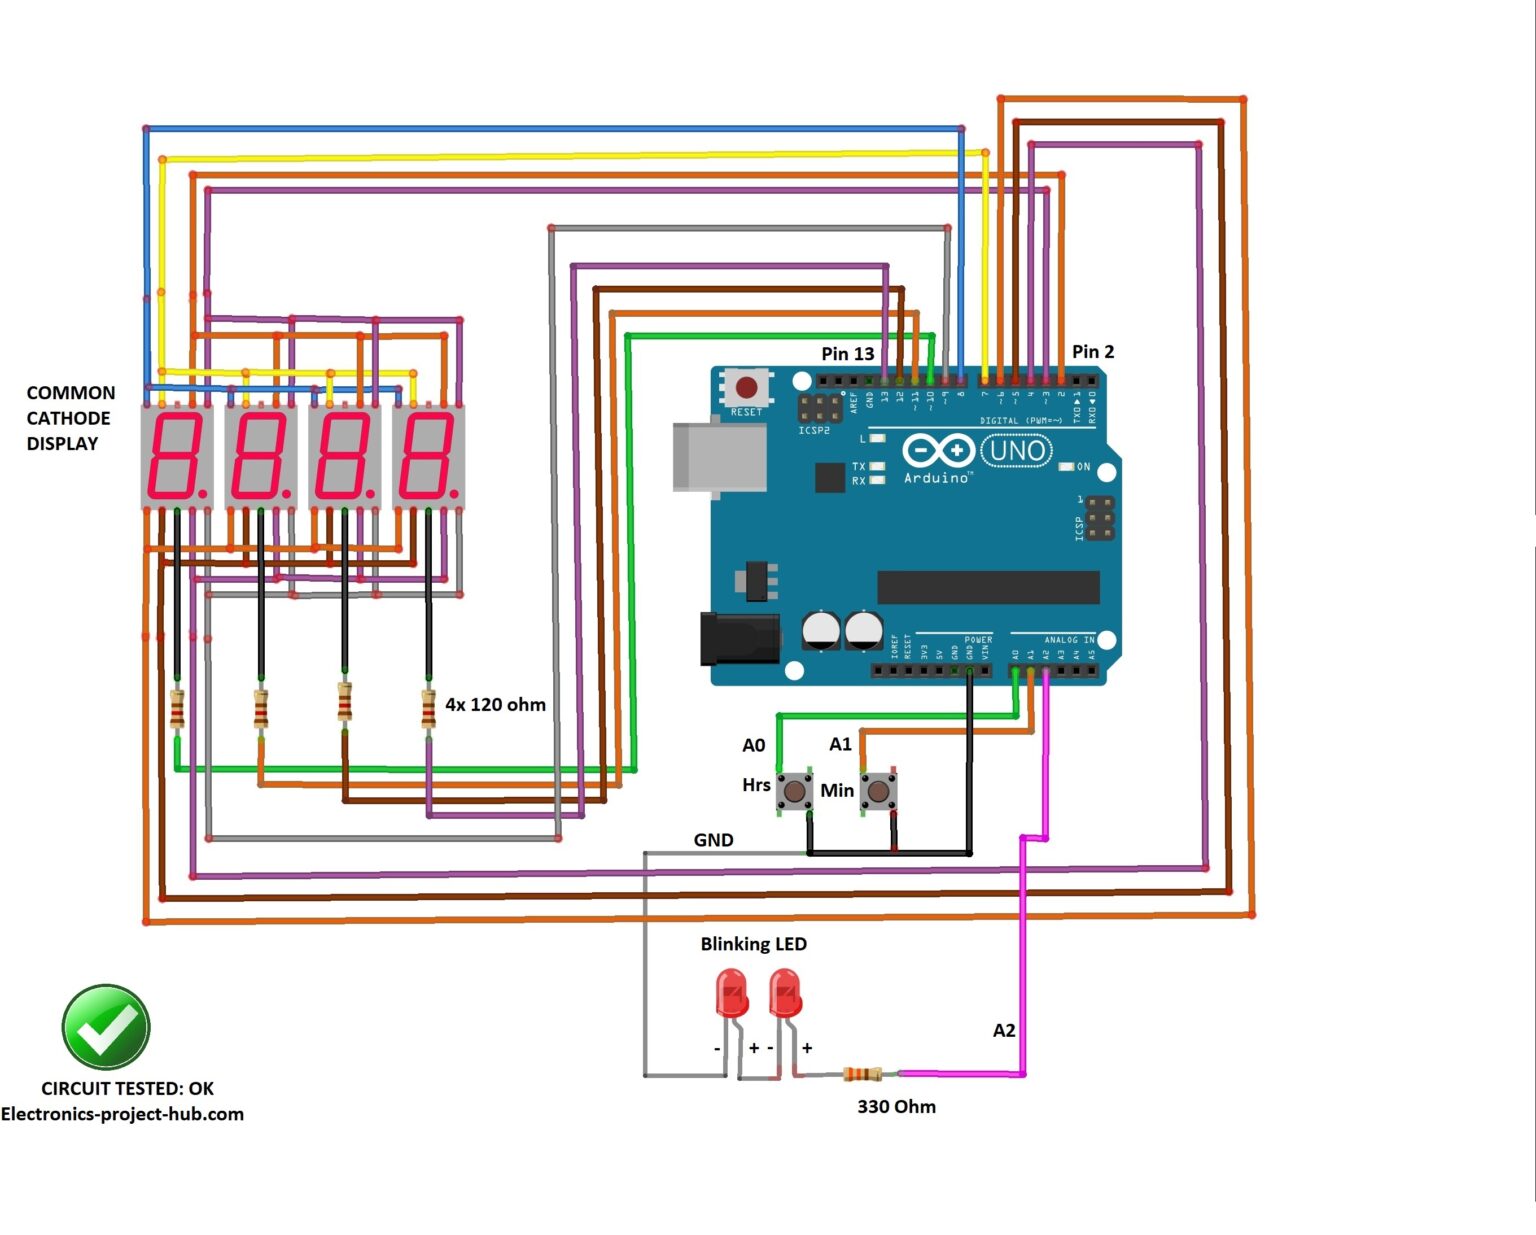 Pin 13
Pin 2
COMMON
CATHODE
DISPLAY
RESET
ICSP2
AREF
GND
13
12
~11
~10
~9
8
7
~6
~5
4
~3
2
TX0▶1
RX0◀0
DIGITAL (PWM=~)
L
TX
RX
UNO
Arduino™
ON
1
ICSP
POWER
ANALOG IN
IOREF
RESET
3V3
5V
GND
GND
VIN
A0
A1
A2
A3
A4
A5
4x 120 ohm
A0
A1
Hrs
Min
GND
Blinking LED
- + - +
A2
330 Ohm
CIRCUIT TESTED: OK
Electronics-project-hub.com